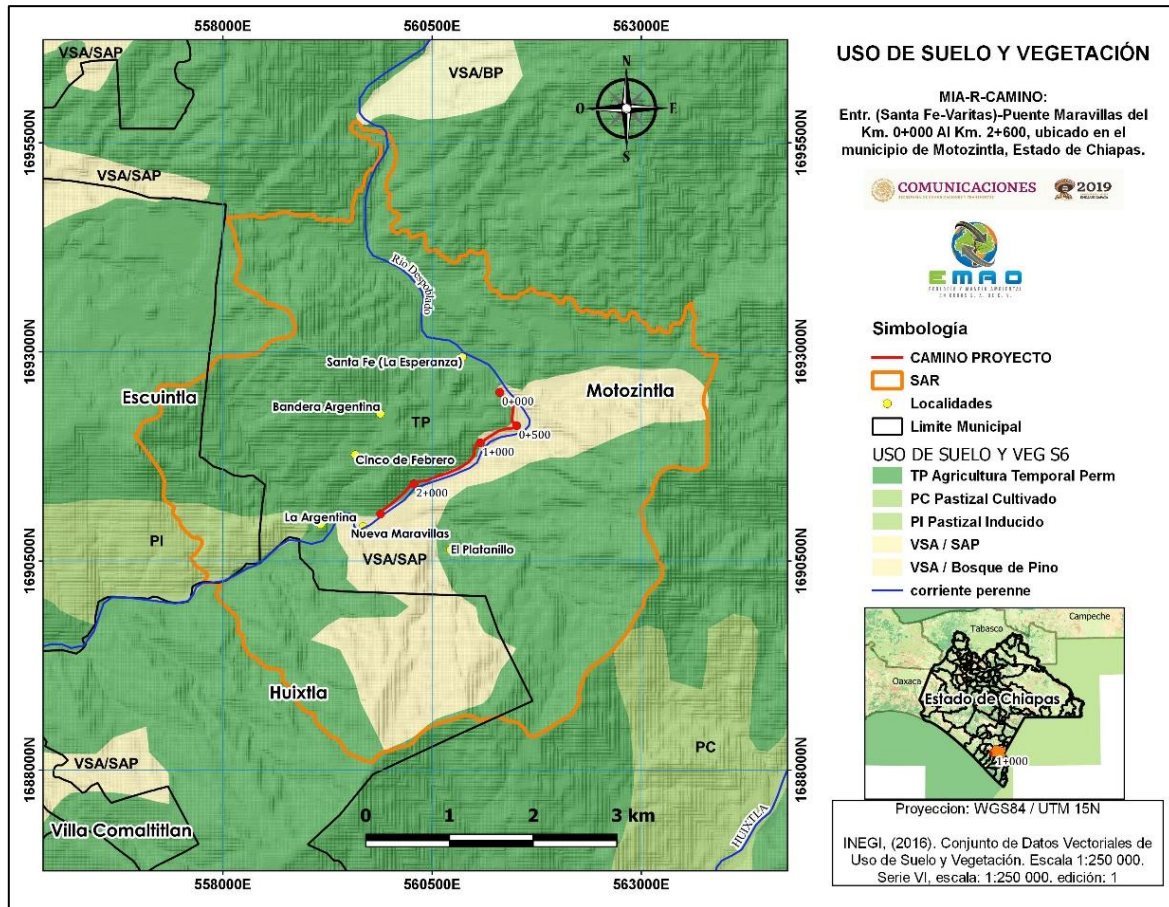 558000E
560500E
563000E
1695500N
1693000N
1690500N
1688000N
VSA/SAP
VSA/BP
VSA/SAP
N
O
E
S
Rio Despoblado
Santa Fe (La Esperanza)
Escuintla
Motozintla
Bandera Argentina
TP
0+000
0+500
1+000
Cinco de Febrero
2+000
La Argentina
Nueva Maravillas
PI
VSA/SAP
El Platanillo
Huixtla
PC
VSA/SAP
Villa Comaltitlan
HUIXTLA
0 1 2 3 km
558000E
560500E
563000E
1695500N
1693000N
1690500N
1688000N
USO DE SUELO Y VEGETACIÓN
MIA-R-CAMINO:
Entr. (Santa Fe-Varitas)-Puente Maravillas del
Km. 0+000 Al Km. 2+600, ubicado en el
municipio de Motozintla, Estado de Chiapas.
COMUNICACIONES
2019
EMAO
Simbología
CAMINO PROYECTO
SAR
Localidades
Limite Municipal
USO DE SUELO Y VEG S6
TP Agricultura Temporal Perm
PC Pastizal Cultivado
PI Pastizal Inducido
VSA / SAP
VSA / Bosque de Pino
corriente perenne
Campeche
Tabasco
Oaxaca
Estado de Chiapas
1+000
Proyeccion: WGS84 / UTM 15N
INEGI, (2016). Conjunto de Datos Vectoriales de
Uso de Suelo y Vegetación. Escala 1:250 000.
Serie VI, escala: 1:250 000. edición: 1